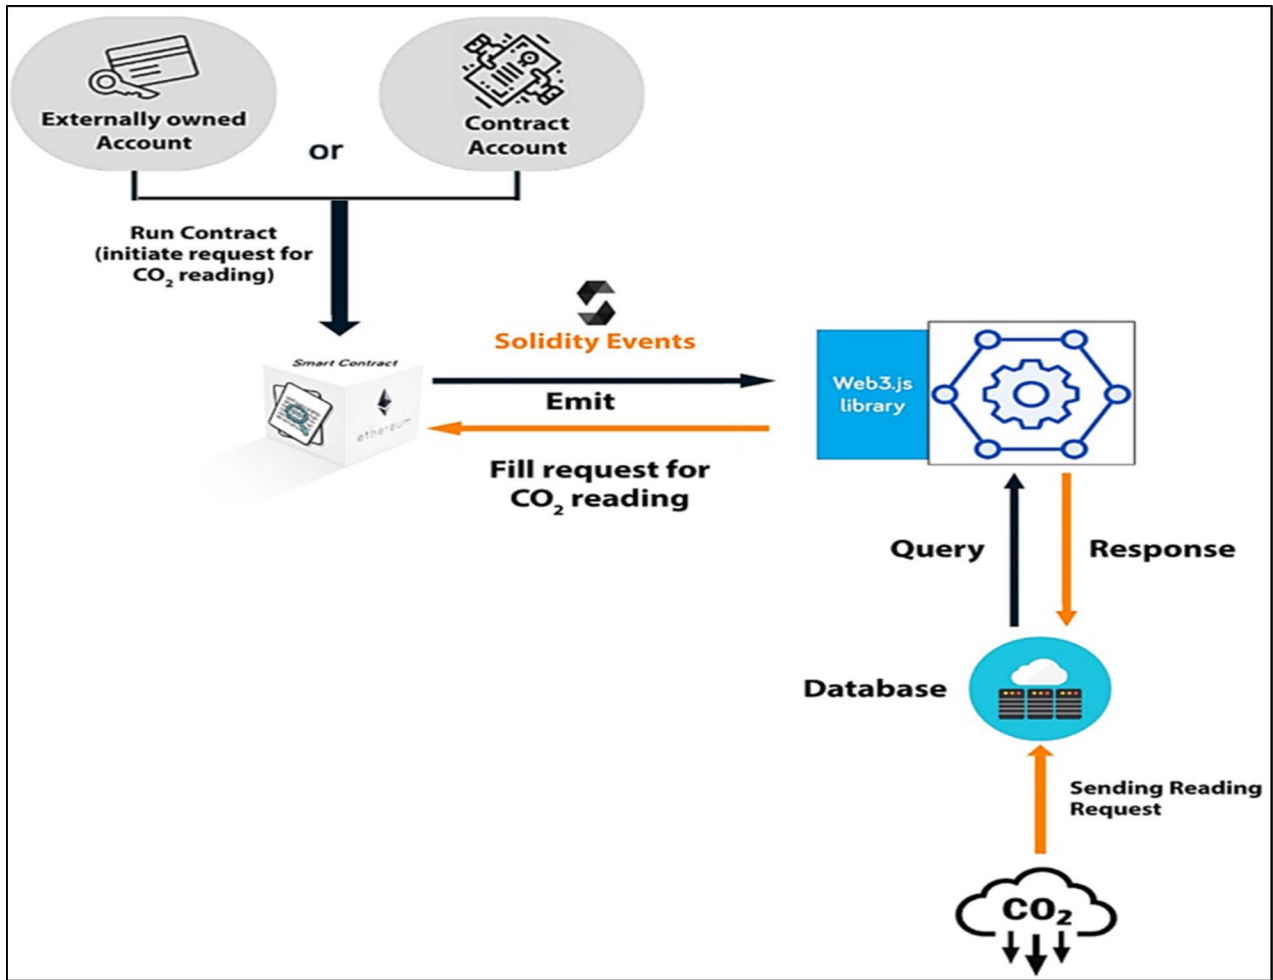 Externally owned
Account
or
Contract
Account
Run Contract
(initiate request for
CO₂ reading)
Solidity Events
Smart Contract
ethereum
Emit
Web3.js
library
Fill request for
CO₂ reading
Query
Response
Database
Sending Reading
Request
CO₂